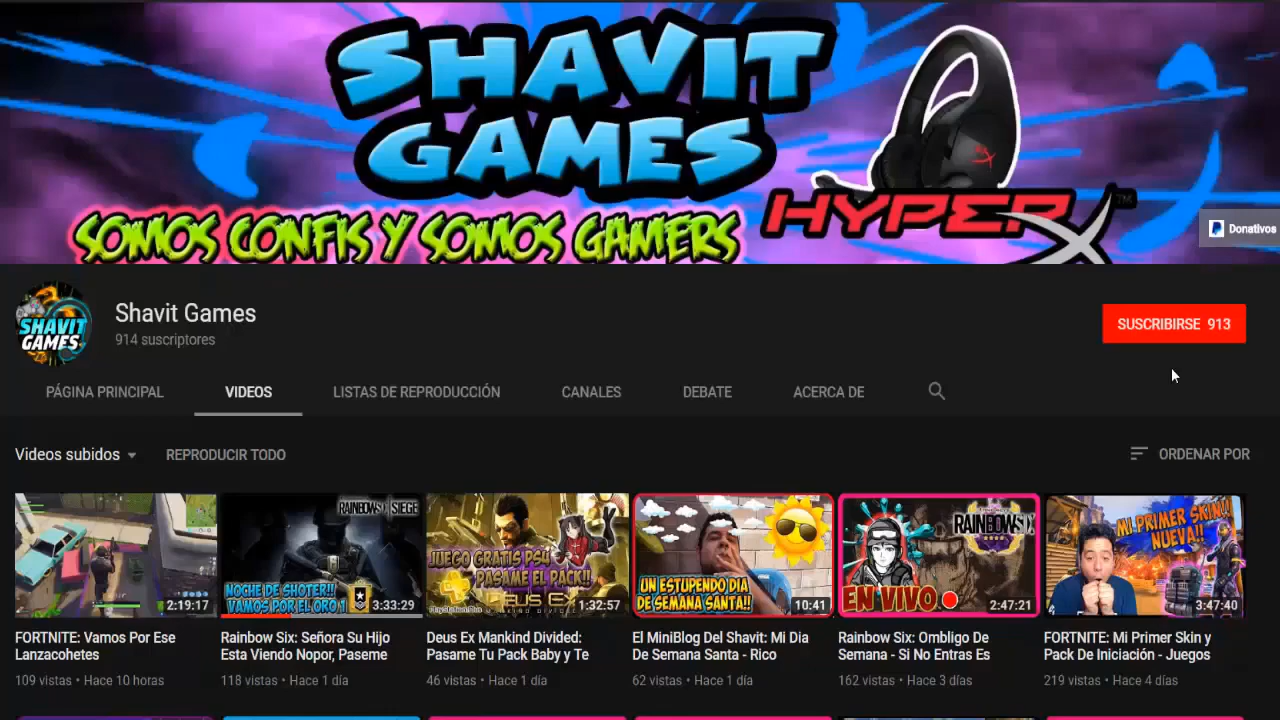 SHAVIT
GAMES
SOMOS CONFIS Y SOMOS GAMERS
HYPERX
TM
Donativos
SHAVIT
GAMES
Shavit Games
914 suscriptores
SUSCRIBIRSE 913
PÁGINA PRINCIPAL
VIDEOS
LISTAS DE REPRODUCCIÓN
CANALES
DEBATE
ACERCA DE
Videos subidos
REPRODUCIR TODO
ORDENAR POR
2:19:17
FORTNITE: Vamos Por Ese
Lanzacohetes
109 vistas • Hace 10 horas
RAINBOWSIX SIEGE
NOCHE DE SHOTER!!
VAMOS POR EL ORO 1
3:33:29
Rainbow Six: Señora Su Hijo
Esta Viendo Nopor, Paseme
118 vistas • Hace 1 día
JUEGO GRATIS PS4
PASAME EL PACK!!
DEUS EX
1:32:57
Deus Ex Mankind Divided:
Pasame Tu Pack Baby y Te
46 vistas • Hace 1 día
UN ESTUPENDO DIA
DE SEMANA SANTA!!
10:41
El MiniBlog Del Shavit: Mi Dia
De Semana Santa - Rico
62 vistas • Hace 1 día
RAINBOWSIX
EN VIVO
2:47:21
Rainbow Six: Ombligo De
Semana - Si No Entras Es
162 vistas • Hace 3 días
MI PRIMER SKIN!!
NUEVA!!
3:47:40
FORTNITE: Mi Primer Skin y
Pack De Iniciación - Juegos
219 vistas • Hace 4 días